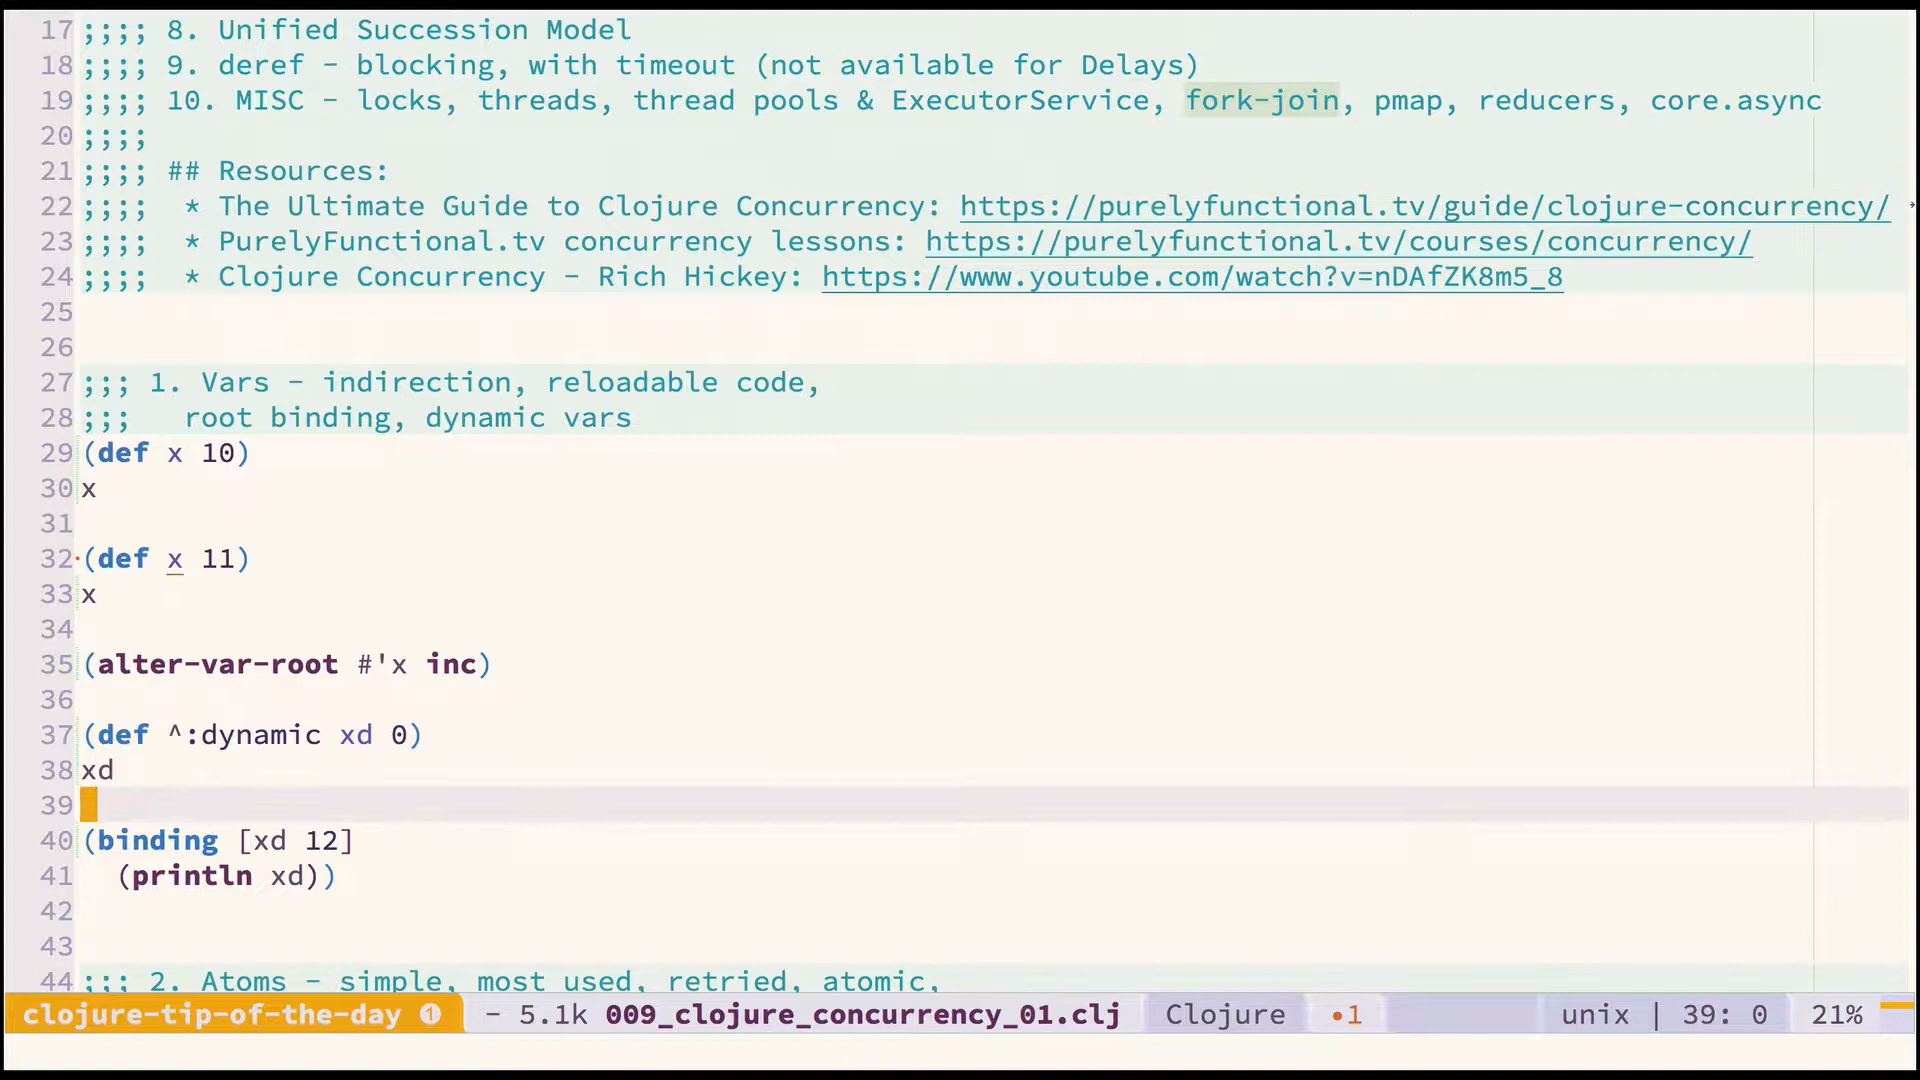 17 ;;;; 8. Unified Succession Model
18 ;;;; 9. deref - blocking, with timeout (not available for Delays)
19 ;;;; 10. MISC - locks, threads, thread pools & ExecutorService, fork-join, pmap, reducers, core.async
20 ;;;;
21 ;;;; ## Resources:
22 ;;;;  * The Ultimate Guide to Clojure Concurrency: https://purelyfunctional.tv/guide/clojure-concurrency/
23 ;;;;  * PurelyFunctional.tv concurrency lessons: https://purelyfunctional.tv/courses/concurrency/
24 ;;;;  * Clojure Concurrency - Rich Hickey: https://www.youtube.com/watch?v=nDAfZK8m5_8
25
26
27 ;;; 1. Vars - indirection, reloadable code,
28 ;;;   root binding, dynamic vars
29 (def x 10)
30 x
31
32 (def x 11)
33 x
34
35 (alter-var-root #'x inc)
36
37 (def ^:dynamic xd 0)
38 xd
39
40 (binding [xd 12]
41   (println xd))
42
43
44 ;;; 2. Atoms - simple, most used, retried, atomic,
clojure-tip-of-the-day 1 - 5.1k 009_clojure_concurrency_01.clj Clojure •1 unix | 39: 0 21%